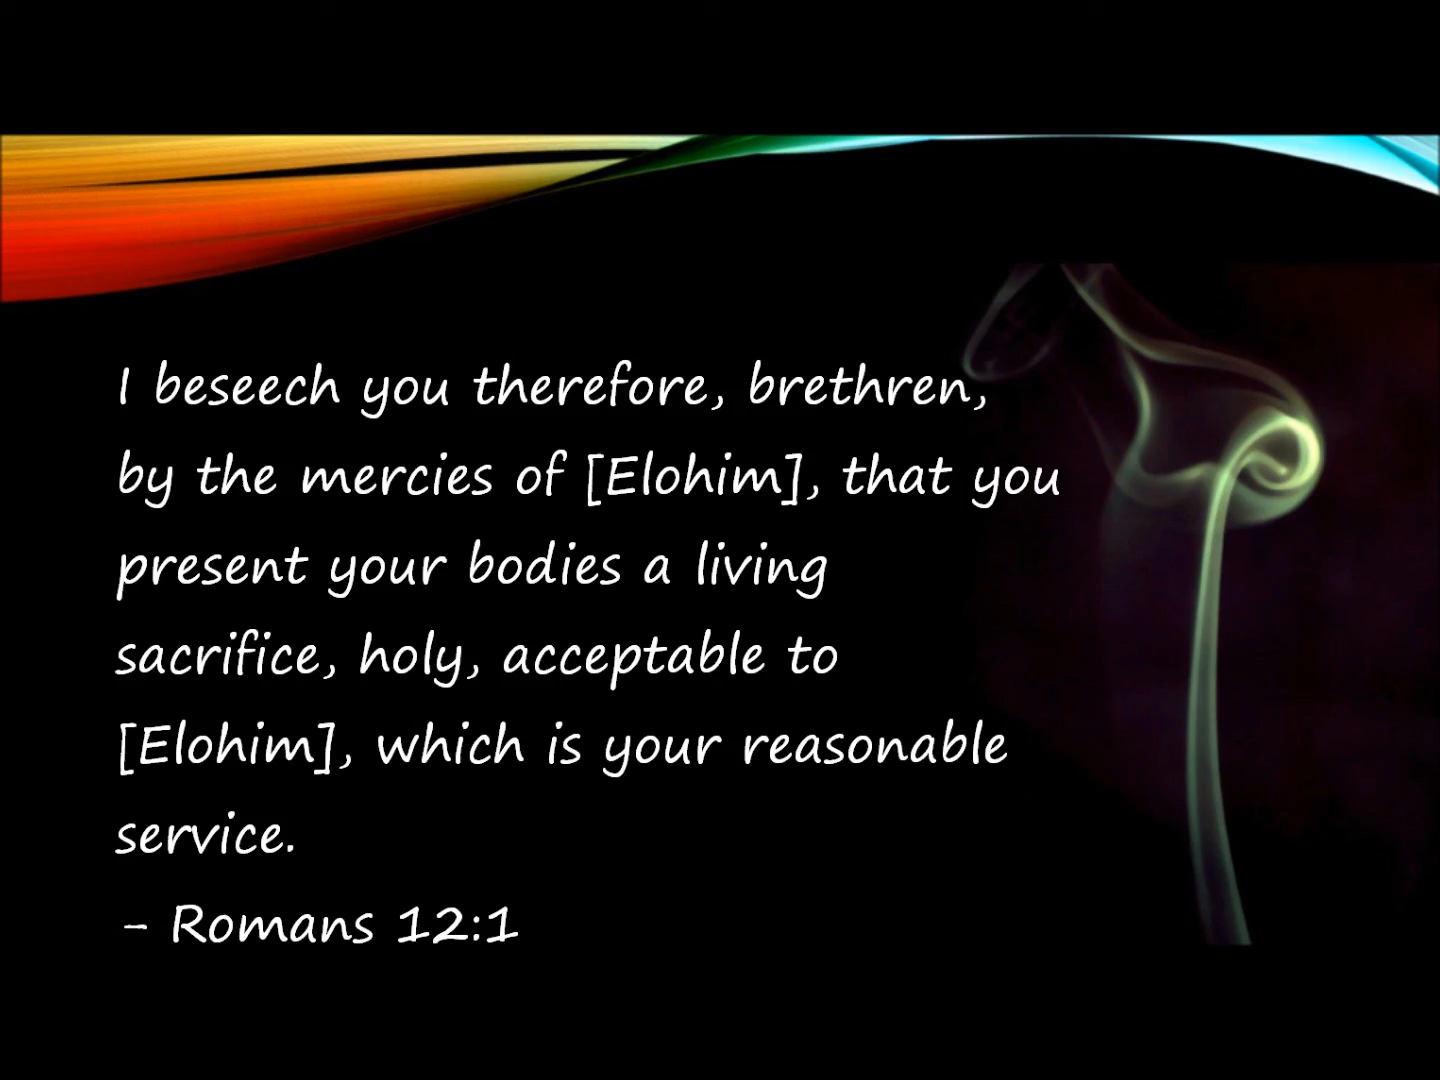 I beseech you therefore, brethren,
by the mercies of [Elohim], that you
present your bodies a living
sacrifice, holy, acceptable to
[Elohim], which is your reasonable
service.
– Romans 12:1